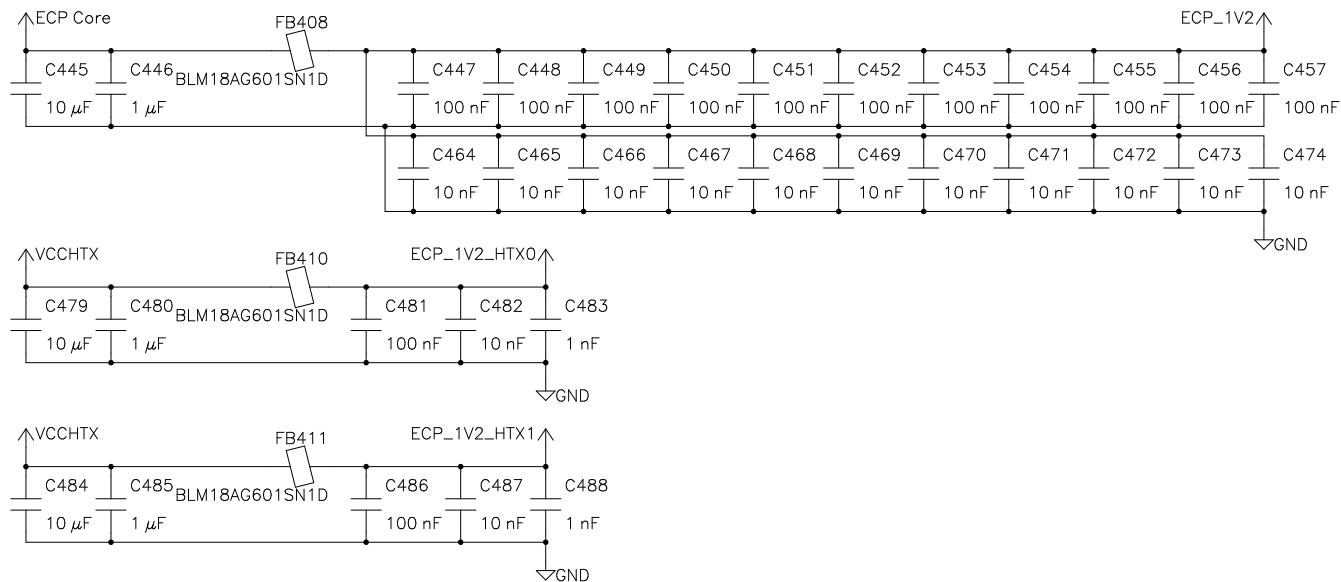 ECP Core
FB408
ECP_1V2
C445
C446
BLM18AG601SN1D
C447
C448
C449
C450
C451
C452
C453
C454
C455
C456
C457
10 µF
1 µF
100 nF
100 nF
100 nF
100 nF
100 nF
100 nF
100 nF
100 nF
100 nF
100 nF
100 nF
C464
C465
C466
C467
C468
C469
C470
C471
C472
C473
C474
10 nF
10 nF
10 nF
10 nF
10 nF
10 nF
10 nF
10 nF
10 nF
10 nF
10 nF
GND
VCCHTX
FB410
ECP_1V2_HTX0
C479
C480
BLM18AG601SN1D
C481
C482
C483
10 µF
1 µF
100 nF
10 nF
1 nF
GND
VCCHTX
FB411
ECP_1V2_HTX1
C484
C485
BLM18AG601SN1D
C486
C487
C488
10 µF
1 µF
100 nF
10 nF
1 nF
GND